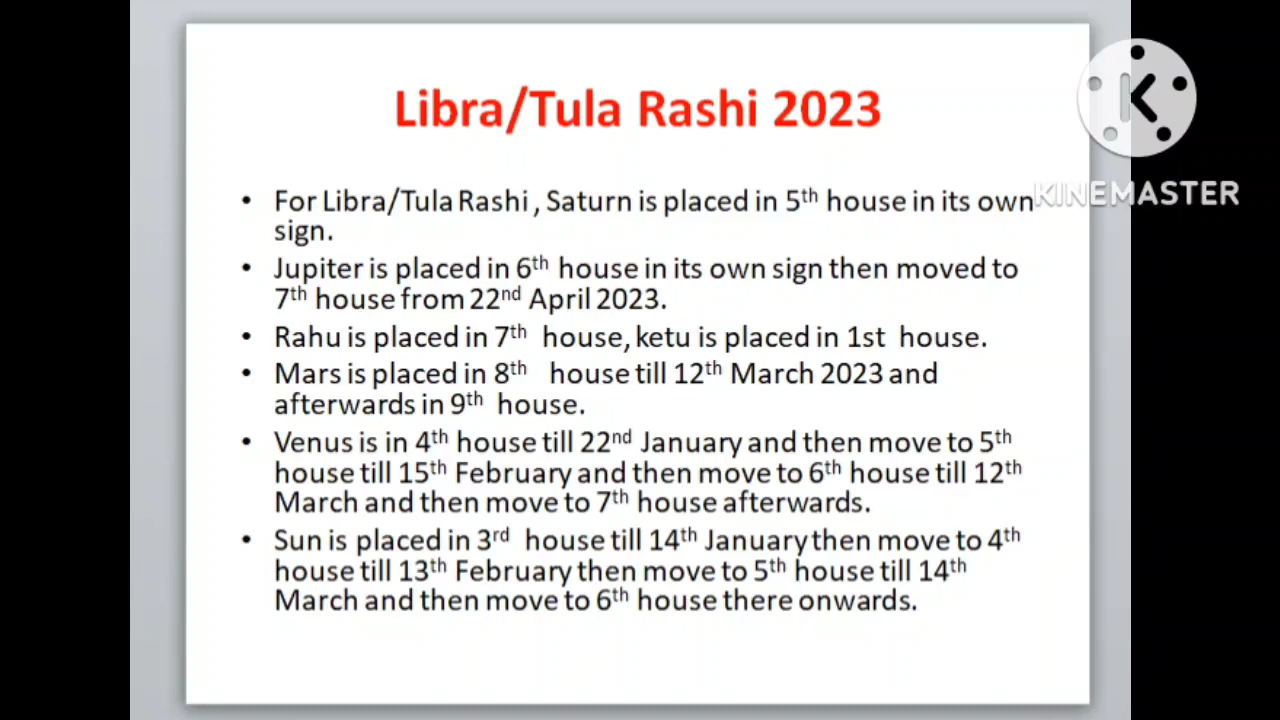 Libra/Tula Rashi 2023
KINEMASTER
• For Libra/Tula Rashi , Saturn is placed in 5th house in its own
sign.
• Jupiter is placed in 6th house in its own sign then moved to
7th house from 22nd April 2023.
• Rahu is placed in 7th house, ketu is placed in 1st house.
• Mars is placed in 8th house till 12th March 2023 and
afterwards in 9th house.
• Venus is in 4th house till 22nd January and then move to 5th
house till 15th February and then move to 6th house till 12th
March and then move to 7th house afterwards.
• Sun is placed in 3rd house till 14th January then move to 4th
house till 13th February then move to 5th house till 14th
March and then move to 6th house there onwards.